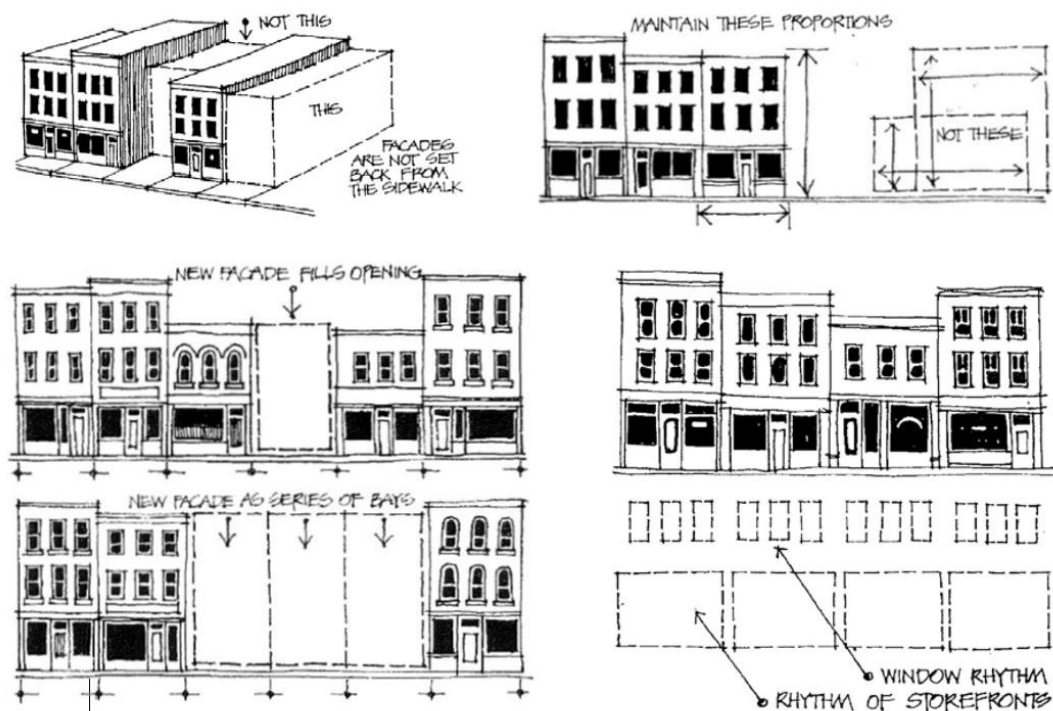 NOT THIS
THIS
FACADES
ARE NOT SET
BACK FROM
THE SIDEWALK
MAINTAIN THESE PROPORTIONS
NOT THESE
NEW FACADE FILLS OPENING
NEW FACADE AS SERIES OF BAYS
WINDOW RHYTHM
RHYTHM OF STOREFRONTS